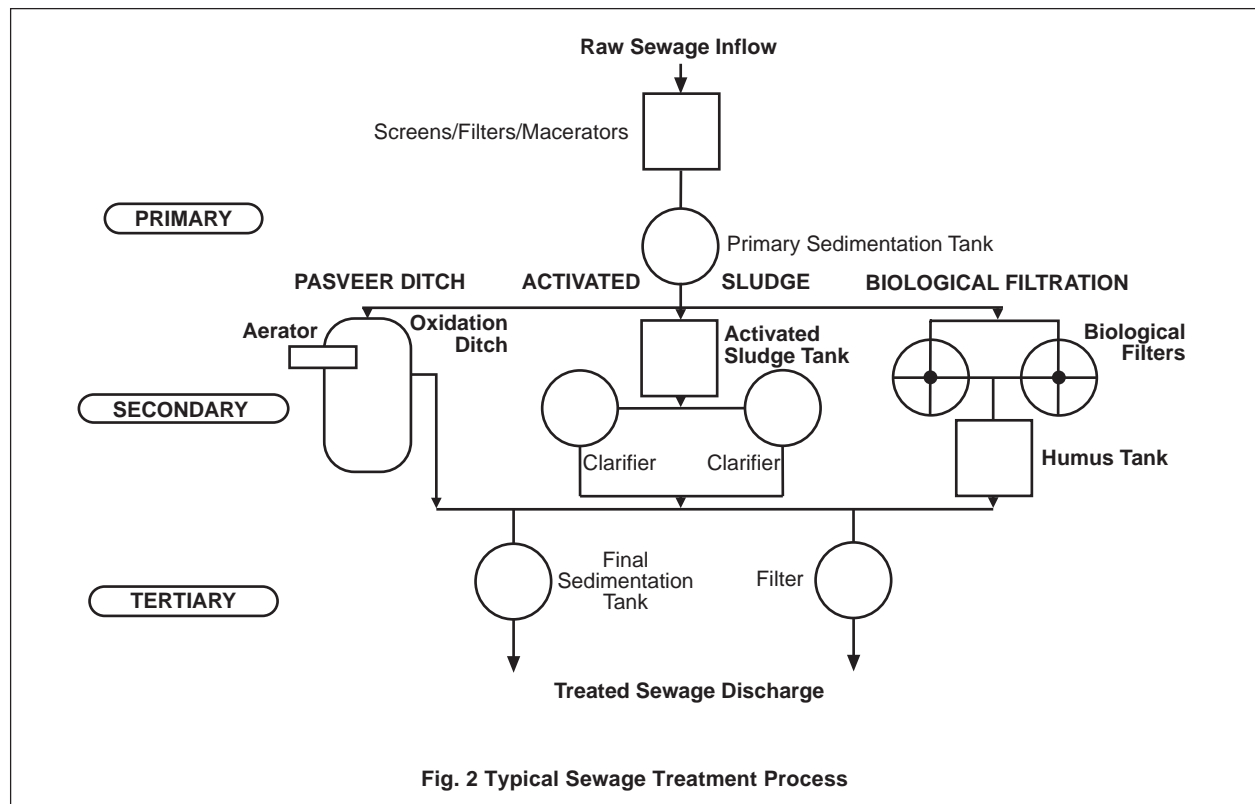 Raw Sewage Inflow
Screens/Filters/Macerators
PRIMARY
Primary Sedimentation Tank
PASVEER DITCH
ACTIVATED SLUDGE
BIOLOGICAL FILTRATION
Aerator
Oxidation
Ditch
Activated
Sludge Tank
Biological
Filters
SECONDARY
Clarifier
Clarifier
Humus Tank
Final
Sedimentation
Tank
Filter
TERTIARY
Treated Sewage Discharge
Fig. 2 Typical Sewage Treatment Process